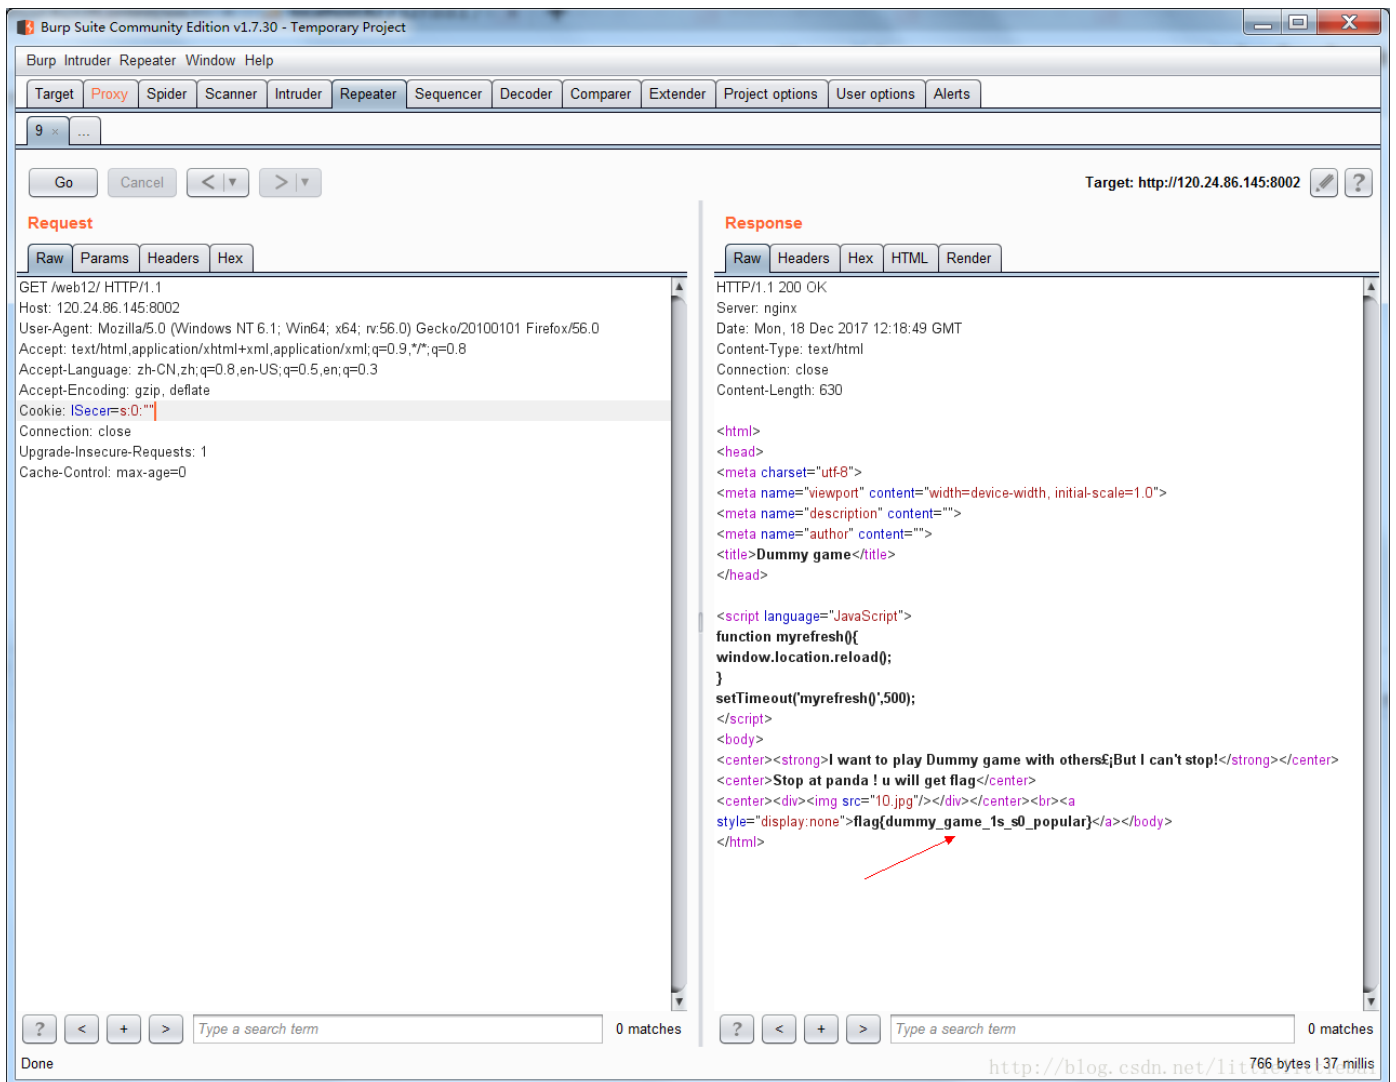 Burp Suite Community Edition v1.7.30 - Temporary Project
Burp Intruder Repeater Window Help
Target Proxy Spider Scanner Intruder Repeater Sequencer Decoder Comparer Extender Project options User options Alerts
9 × ...
Go Cancel < | ▼ > | ▼ Target: http://120.24.86.145:8002 ?
Request
Raw Params Headers Hex
GET /web12/ HTTP/1.1
Host: 120.24.86.145:8002
User-Agent: Mozilla/5.0 (Windows NT 6.1; Win64; x64; rv:56.0) Gecko/20100101 Firefox/56.0
Accept: text/html,application/xhtml+xml,application/xml;q=0.9,*/*;q=0.8
Accept-Language: zh-CN,zh;q=0.8,en-US;q=0.5,en;q=0.3
Accept-Encoding: gzip, deflate
Cookie: ISecer=s:0:""
Connection: close
Upgrade-Insecure-Requests: 1
Cache-Control: max-age=0
? < + > Type a search term 0 matches
Response
Raw Headers Hex HTML Render
HTTP/1.1 200 OK
Server: nginx
Date: Mon, 18 Dec 2017 12:18:49 GMT
Content-Type: text/html
Connection: close
Content-Length: 630
<html>
<head>
<meta charset="utf-8">
<meta name="viewport" content="width=device-width, initial-scale=1.0">
<meta name="description" content="">
<meta name="author" content="">
<title>Dummy game</title>
</head>
<script language="JavaScript">
function myrefresh(){
window.location.reload();
}
setTimeout('myrefresh()',500);
</script>
<body>
<center><strong>I want to play Dummy game with others£¡But I can't stop!</strong></center>
<center>Stop at panda ! u will get flag</center>
<center><div><img src="10.jpg"/></div></center><br><a
style="display:none">flag{dummy_game_1s_s0_popular}</a></body>
</html>
? < + > Type a search term 0 matches
Done 766 bytes | 37 millis